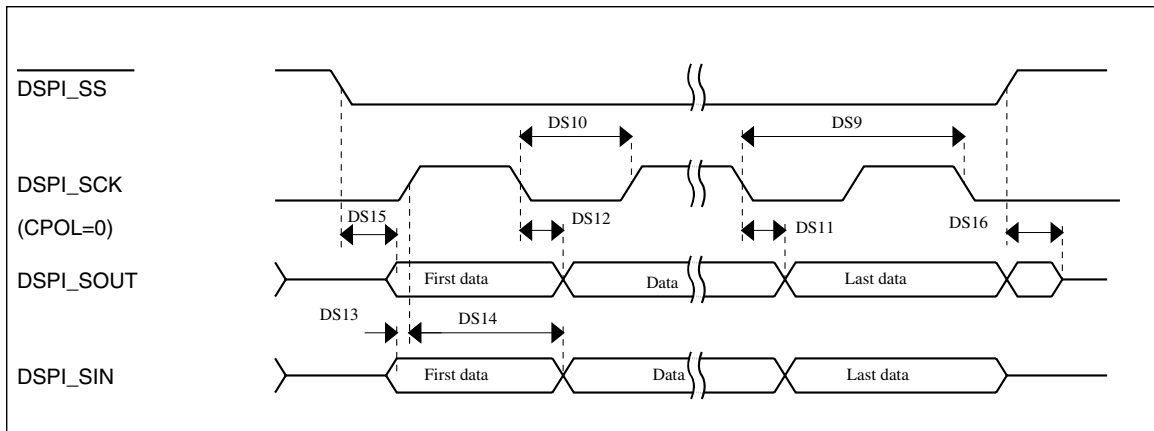 DSPI_SS
DS10
DS9
DSPI_SCK
(CPOL=0)
DS15
DS12
DS11
DS16
DSPI_SOUT
First data
Data
Last data
DS13
DS14
DSPI_SIN
First data
Data
Last data